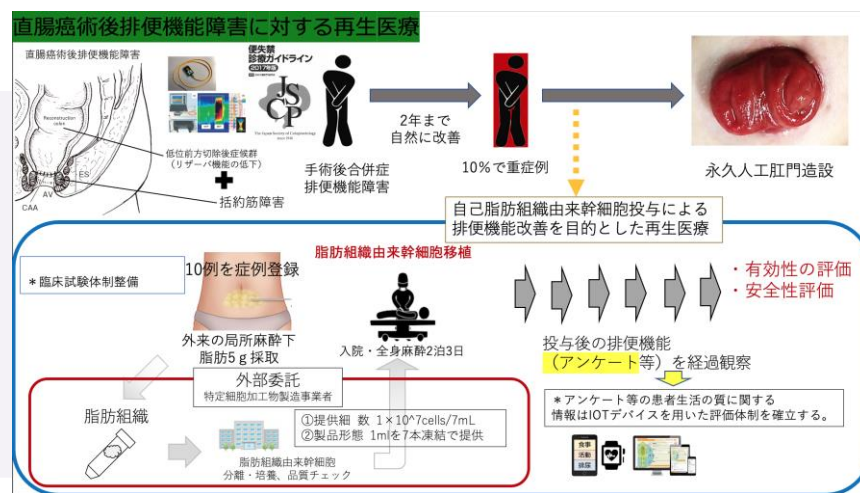 直腸癌術後排便機能障害に対する再生医療
直腸癌術後排便機能障害
Reconstruction
colon
ES
AV
CAA
低位前方切除後症候群
(リザーバ機能の低下)
括約筋障害
便失禁
診療ガイドライン
2017年版
JSCP
The Japan Society of Coloproctology
手術後合併症
排便機能障害
2年まで
自然に改善
10%で重症例
永久人工肛門造設
自己脂肪組織由来幹細胞投与による
排便機能改善を目的とした再生医療
*臨床試験体制整備
10例を症例登録
外来の局所麻酔下
脂肪5g採取
脂肪組織由来幹細胞移植
入院・全身麻酔2泊3日
・有効性の評価
・安全性評価
投与後の排便機能
(アンケート等)を経過観察
*アンケート等の患者生活の質に関する
情報はIOTデバイスを用いた評価体制を確立する。
食事
活動
排尿
外部委託
特定細胞加工物製造事業者
脂肪組織
脂肪組織由来幹細胞
分離・培養、品質チェック
①提供細 数 1×10^7cells/7mL
②製品形態 1mlを7本凍結で提供